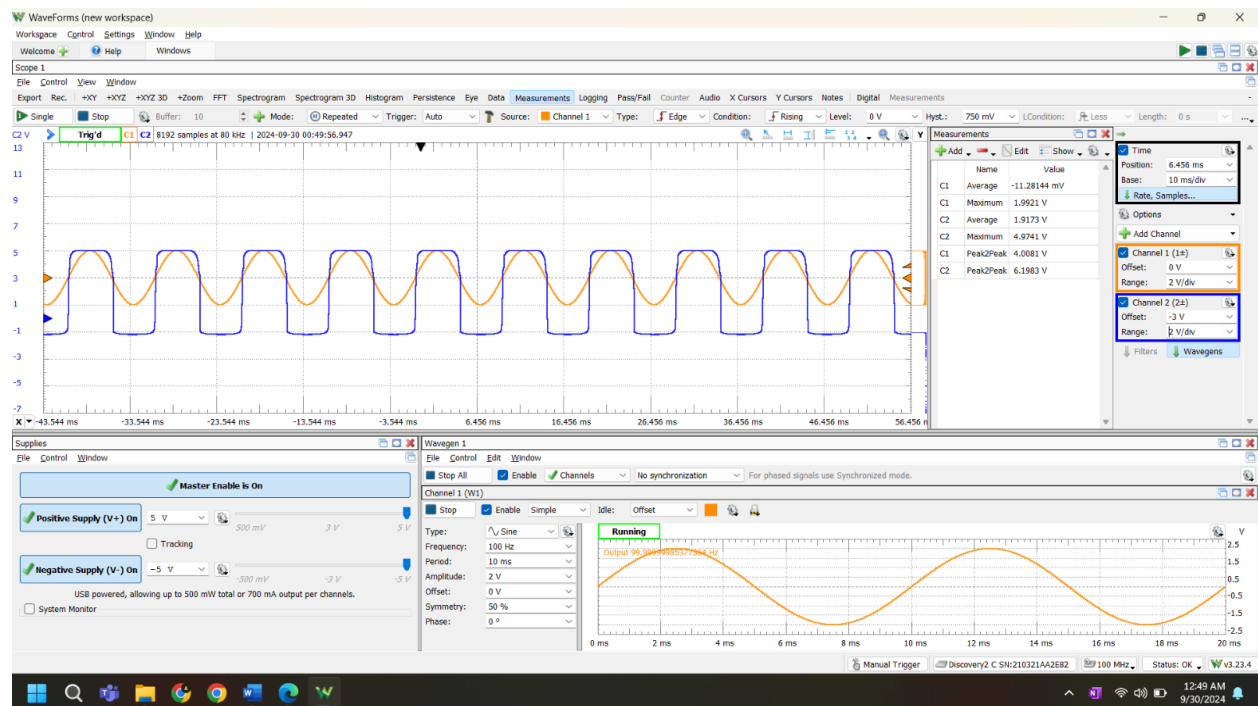 WaveForms (new workspace)
Workspace Control Settings Window Help
Welcome Help Windows
Scope 1
File Control View Window
Export Rec. +XY +XYZ +XYZ 3D +Zoom FFT Spectrogram Spectrogram 3D Histogram Persistence Eye Data Measurements Logging Pass/Fail Counter Audio X Cursors Y Cursors Notes Digital Measurements
Single Stop Buffer: 10 Mode: Repeated Trigger: Auto Source: Channel 1 Type: Edge Condition: Rising Level: 0 V Hyst.: 750 mV LCondition: Less Length: 0 s
C2 V Trig'd C1 C2 8192 samples at 80 kHz | 2024-09-30 00:49:56.947 Y
13
11
9
7
5
3
1
-1
-3
-5
-7
X -43.544 ms -33.544 ms -23.544 ms -13.544 ms -3.544 ms 6.456 ms 16.456 ms 26.456 ms 36.456 ms 46.456 ms 56.456 m
Measurements
Add Edit Show
Name Value
C1 Average -11.28144 mV
C1 Maximum 1.9921 V
C2 Average 1.9173 V
C2 Maximum 4.9741 V
C1 Peak2Peak 4.0081 V
C2 Peak2Peak 6.1983 V
Time
Position: 6.456 ms
Base: 10 ms/div
Rate, Samples...
Options
Add Channel
Channel 1 (1±)
Offset: 0 V
Range: 2 V/div
Channel 2 (2±)
Offset: -3 V
Range: 2 V/div
Filters Wavegens
Supplies
File Control Window
Master Enable is On
Positive Supply (V+) On 5 V 500 mV 3 V 5 V
Tracking
Negative Supply (V-) On -5 V -500 mV -3 V -5 V
USB powered, allowing up to 500 mW total or 700 mA output per channels.
System Monitor
Wavegen 1
File Control Edit Window
Stop All Enable Channels No synchronization For phased signals use Synchronized mode.
Channel 1 (W1)
Stop Enable Simple Idle: Offset
Type: Sine
Frequency: 100 Hz
Period: 10 ms
Amplitude: 2 V
Offset: 0 V
Symmetry: 50 %
Phase: 0 º
Running V
2.5
1.5
0.5
-0.5
-1.5
-2.5
0 ms 2 ms 4 ms 6 ms 8 ms 10 ms 12 ms 14 ms 16 ms 18 ms 20 ms
Manual Trigger Discovery2 C SN:210321AA2E82 100 MHz Status: OK v3.23.4
12:49 AM
9/30/2024